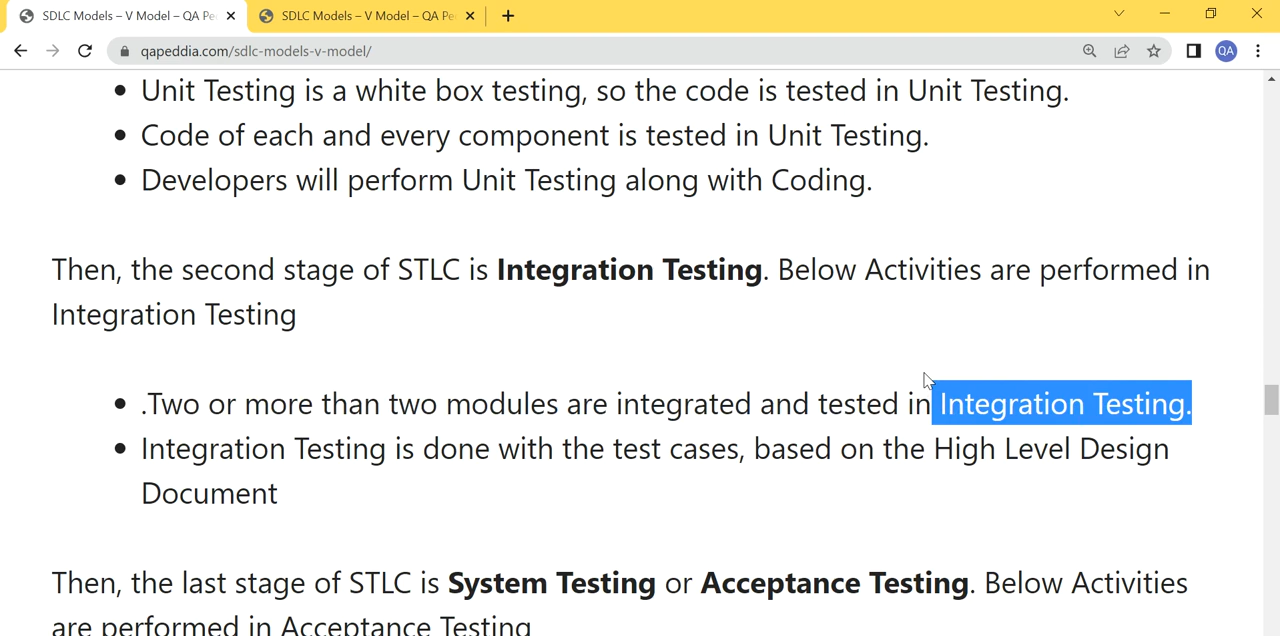 SDLC Models – V Model – QA Pe
SDLC Models – V Model – QA Pe
qapeddia.com/sdlc-models-v-model/
QA
• Unit Testing is a white box testing, so the code is tested in Unit Testing.
• Code of each and every component is tested in Unit Testing.
• Developers will perform Unit Testing along with Coding.
Then, the second stage of STLC is Integration Testing. Below Activities are performed in
Integration Testing
• .Two or more than two modules are integrated and tested in Integration Testing.
• Integration Testing is done with the test cases, based on the High Level Design
Document
Then, the last stage of STLC is System Testing or Acceptance Testing. Below Activities
are performed in Acceptance Testing